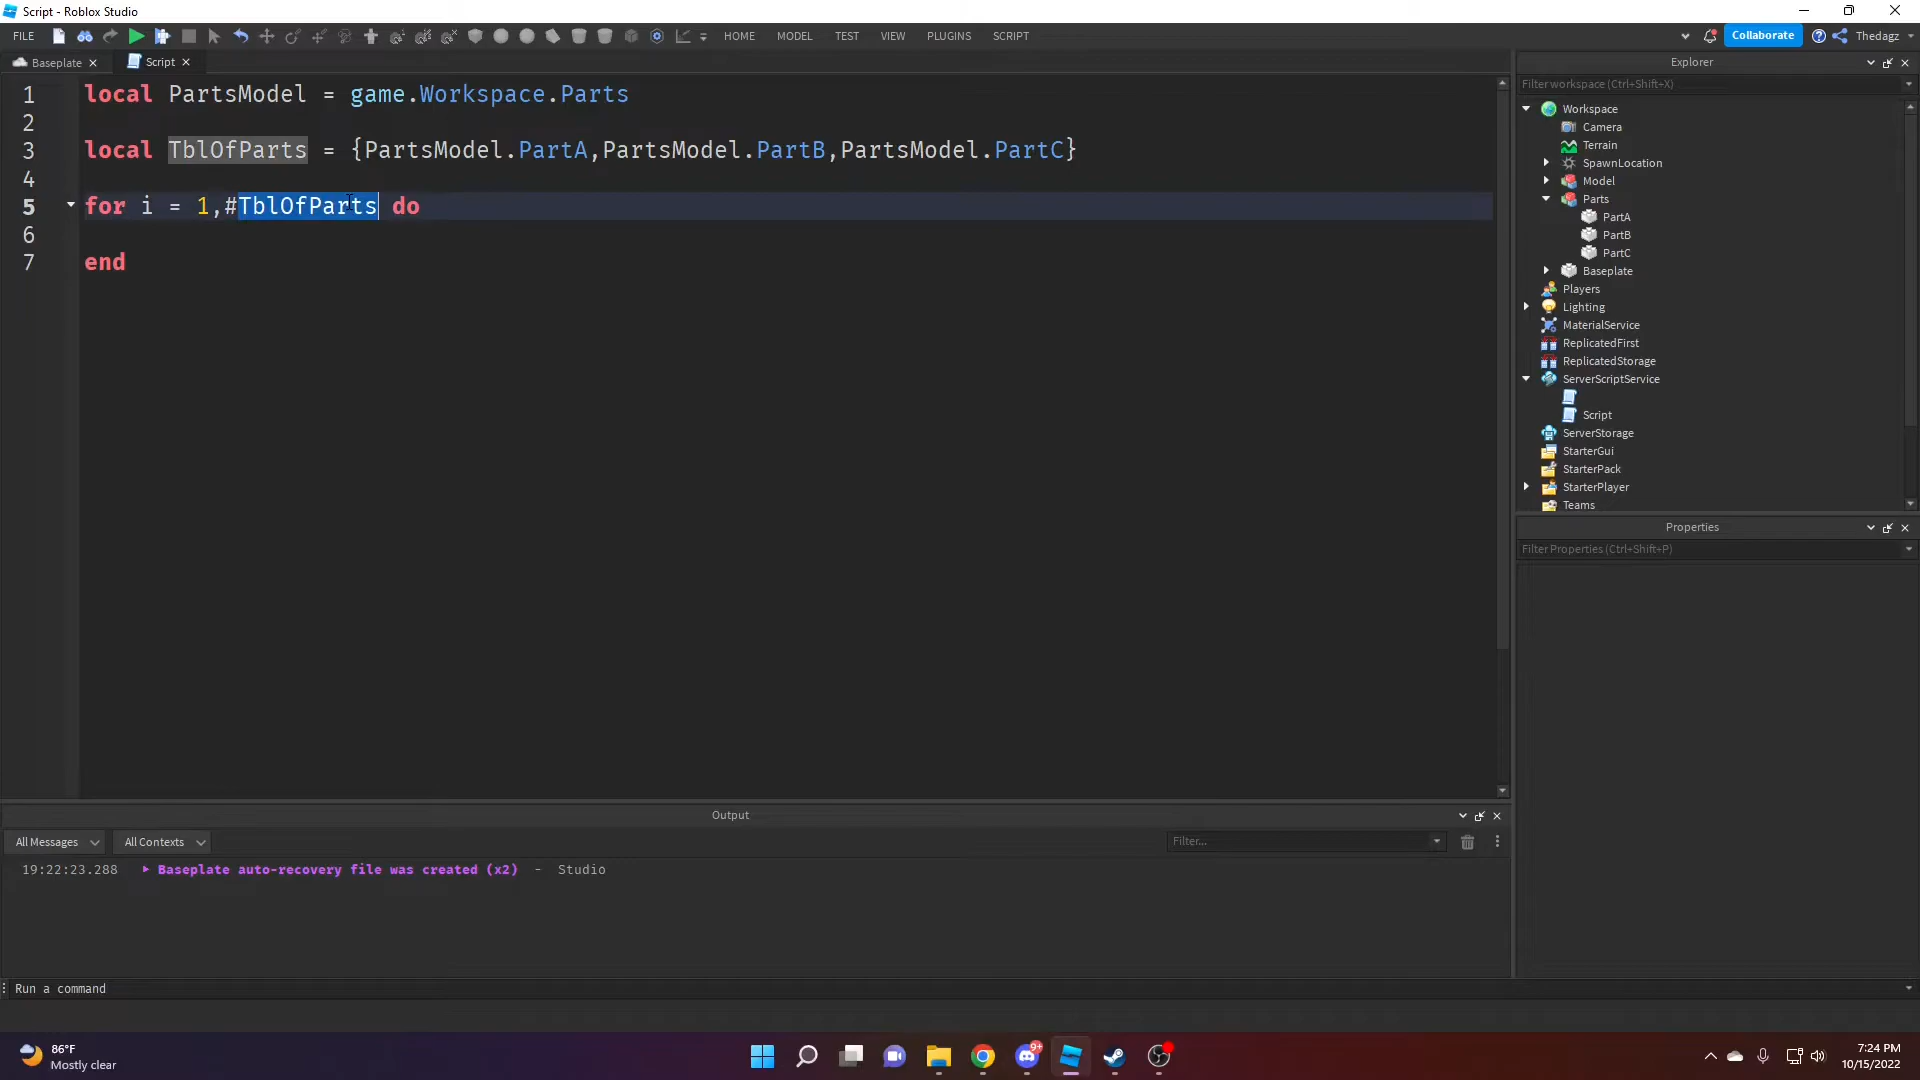 Script - Roblox Studio
FILE HOME MODEL TEST VIEW PLUGINS SCRIPT Collaborate Thedagz
Baseplate Script
1 local PartsModel = game.Workspace.Parts
2
3 local TblOfParts = {PartsModel.PartA,PartsModel.PartB,PartsModel.PartC}
4
5 for i = 1,#TblOfParts do
6
7 end
Explorer
Filter workspace (Ctrl+Shift+X)
Workspace
Camera
Terrain
SpawnLocation
Model
Parts
PartA
PartB
PartC
Baseplate
Players
Lighting
MaterialService
ReplicatedFirst
ReplicatedStorage
ServerScriptService
Script
ServerStorage
StarterGui
StarterPack
StarterPlayer
Teams
Properties
Filter Properties (Ctrl+Shift+P)
Output
All Messages All Contexts Filter...
19:22:23.288 Baseplate auto-recovery file was created (x2) - Studio
Run a command
86°F
Mostly clear
9+
7:24 PM
10/15/2022